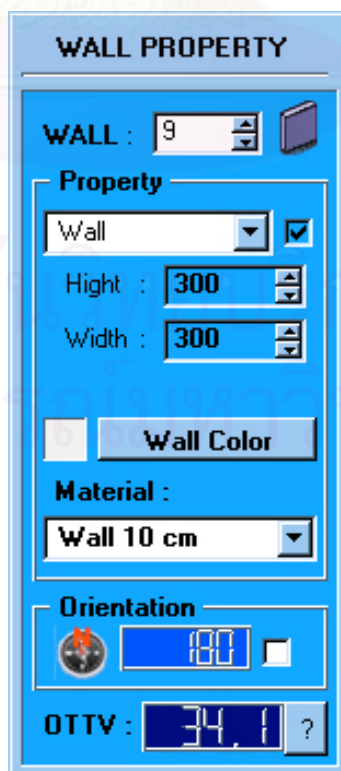 WALL PROPERTY
WALL : 9
Property
Wall
Hight : 300
Width : 300
Wall Color
Material :
Wall 10 cm
Orientation
N 180
OTTV : 34.1 ?